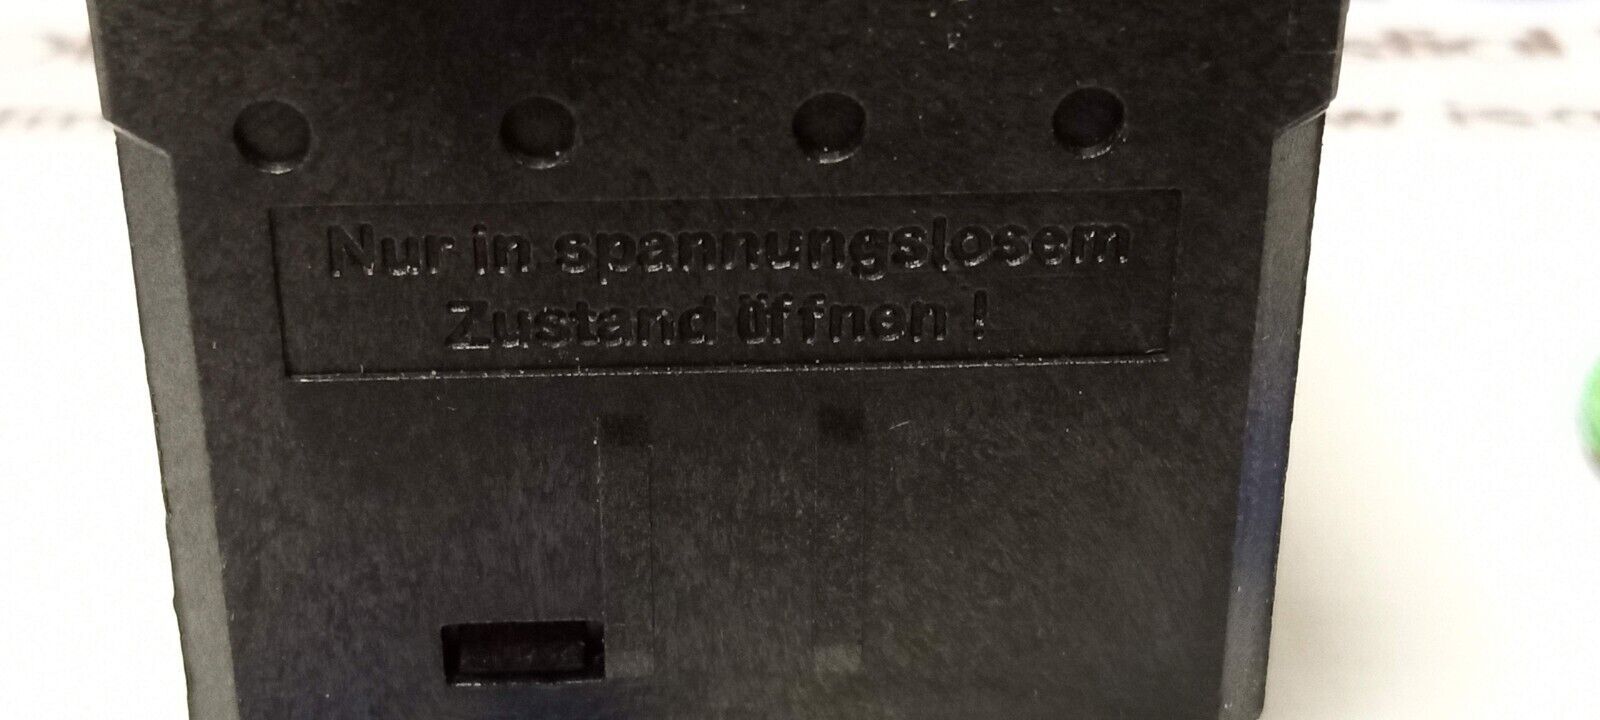 Nur in spannungslosem
Zustand öffnen !